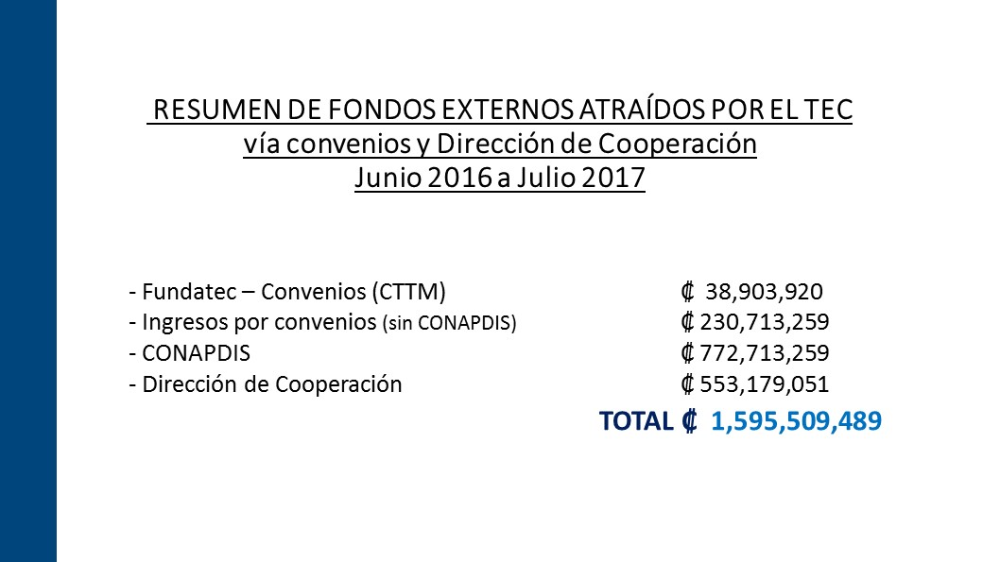 RESUMEN DE FONDOS EXTERNOS ATRAÍDOS POR EL TEC
vía convenios y Dirección de Cooperación
Junio 2016 a Julio 2017
- Fundatec – Convenios (CTTM) ₡ 38,903,920
- Ingresos por convenios (sin CONAPDIS) ₡ 230,713,259
- CONAPDIS ₡ 772,713,259
- Dirección de Cooperación ₡ 553,179,051
TOTAL ₡ 1,595,509,489